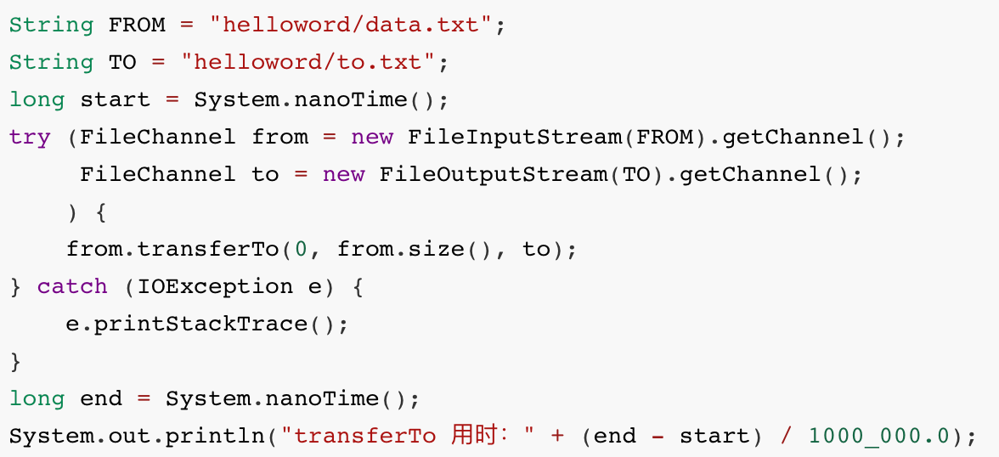 String FROM = "helloword/data.txt";
String TO = "helloword/to.txt";
long start = System.nanoTime();
try (FileChannel from = new FileInputStream(FROM).getChannel();
     FileChannel to = new FileOutputStream(TO).getChannel();
    ) {
    from.transferTo(0, from.size(), to);
} catch (IOException e) {
    e.printStackTrace();
}
long end = System.nanoTime();
System.out.println("transferTo 用时：" + (end - start) / 1000_000.0);